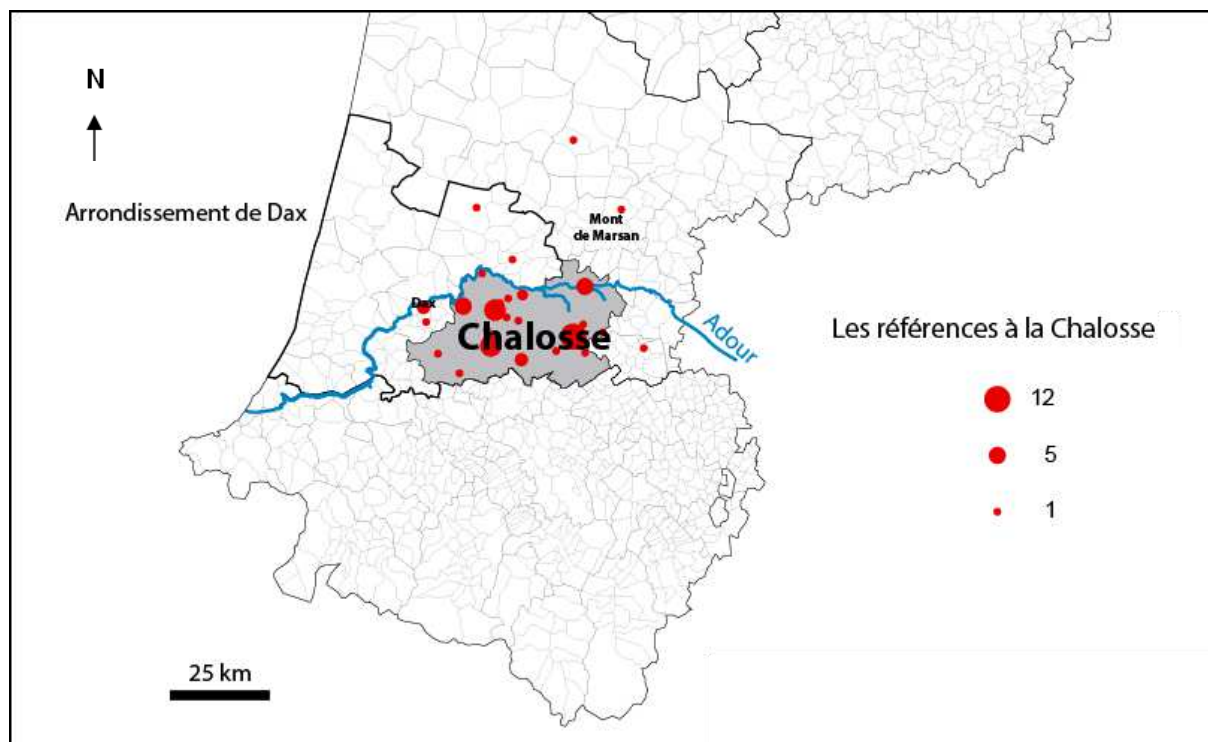 N
Arrondissement de Dax
Mont
de Marsan
Dax
Chalosse
Adour
Les références à la Chalosse
12
5
1
25 km